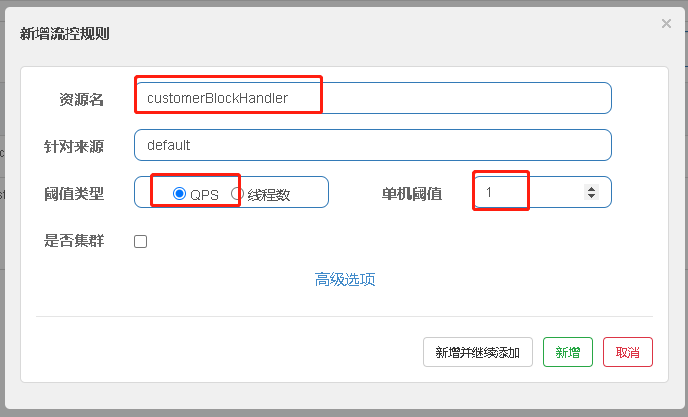 新增流控规则
×
资源名 customerBlockHandler
针对来源 default
阈值类型 QPS 线程数 单机阈值 1
是否集群
高级选项
新增并继续添加 新增 取消